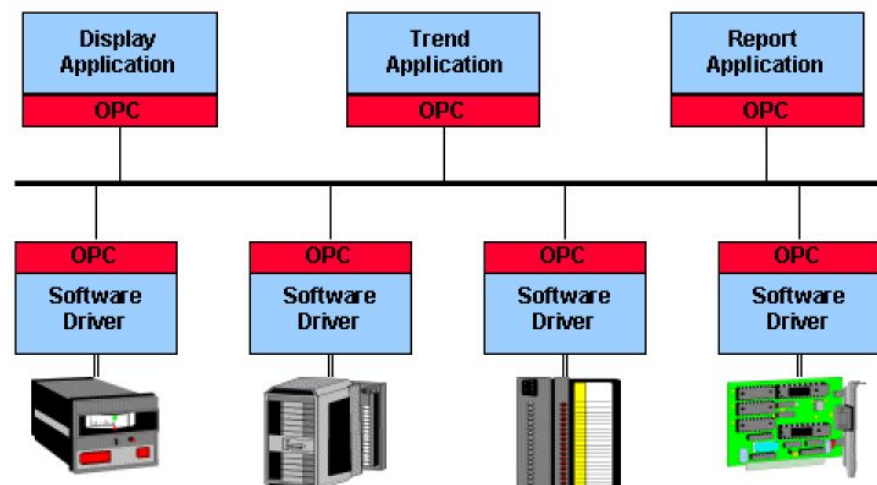 Display
Application
OPC
Trend
Application
OPC
Report
Application
OPC
OPC
Software
Driver
OPC
Software
Driver
OPC
Software
Driver
OPC
Software
Driver